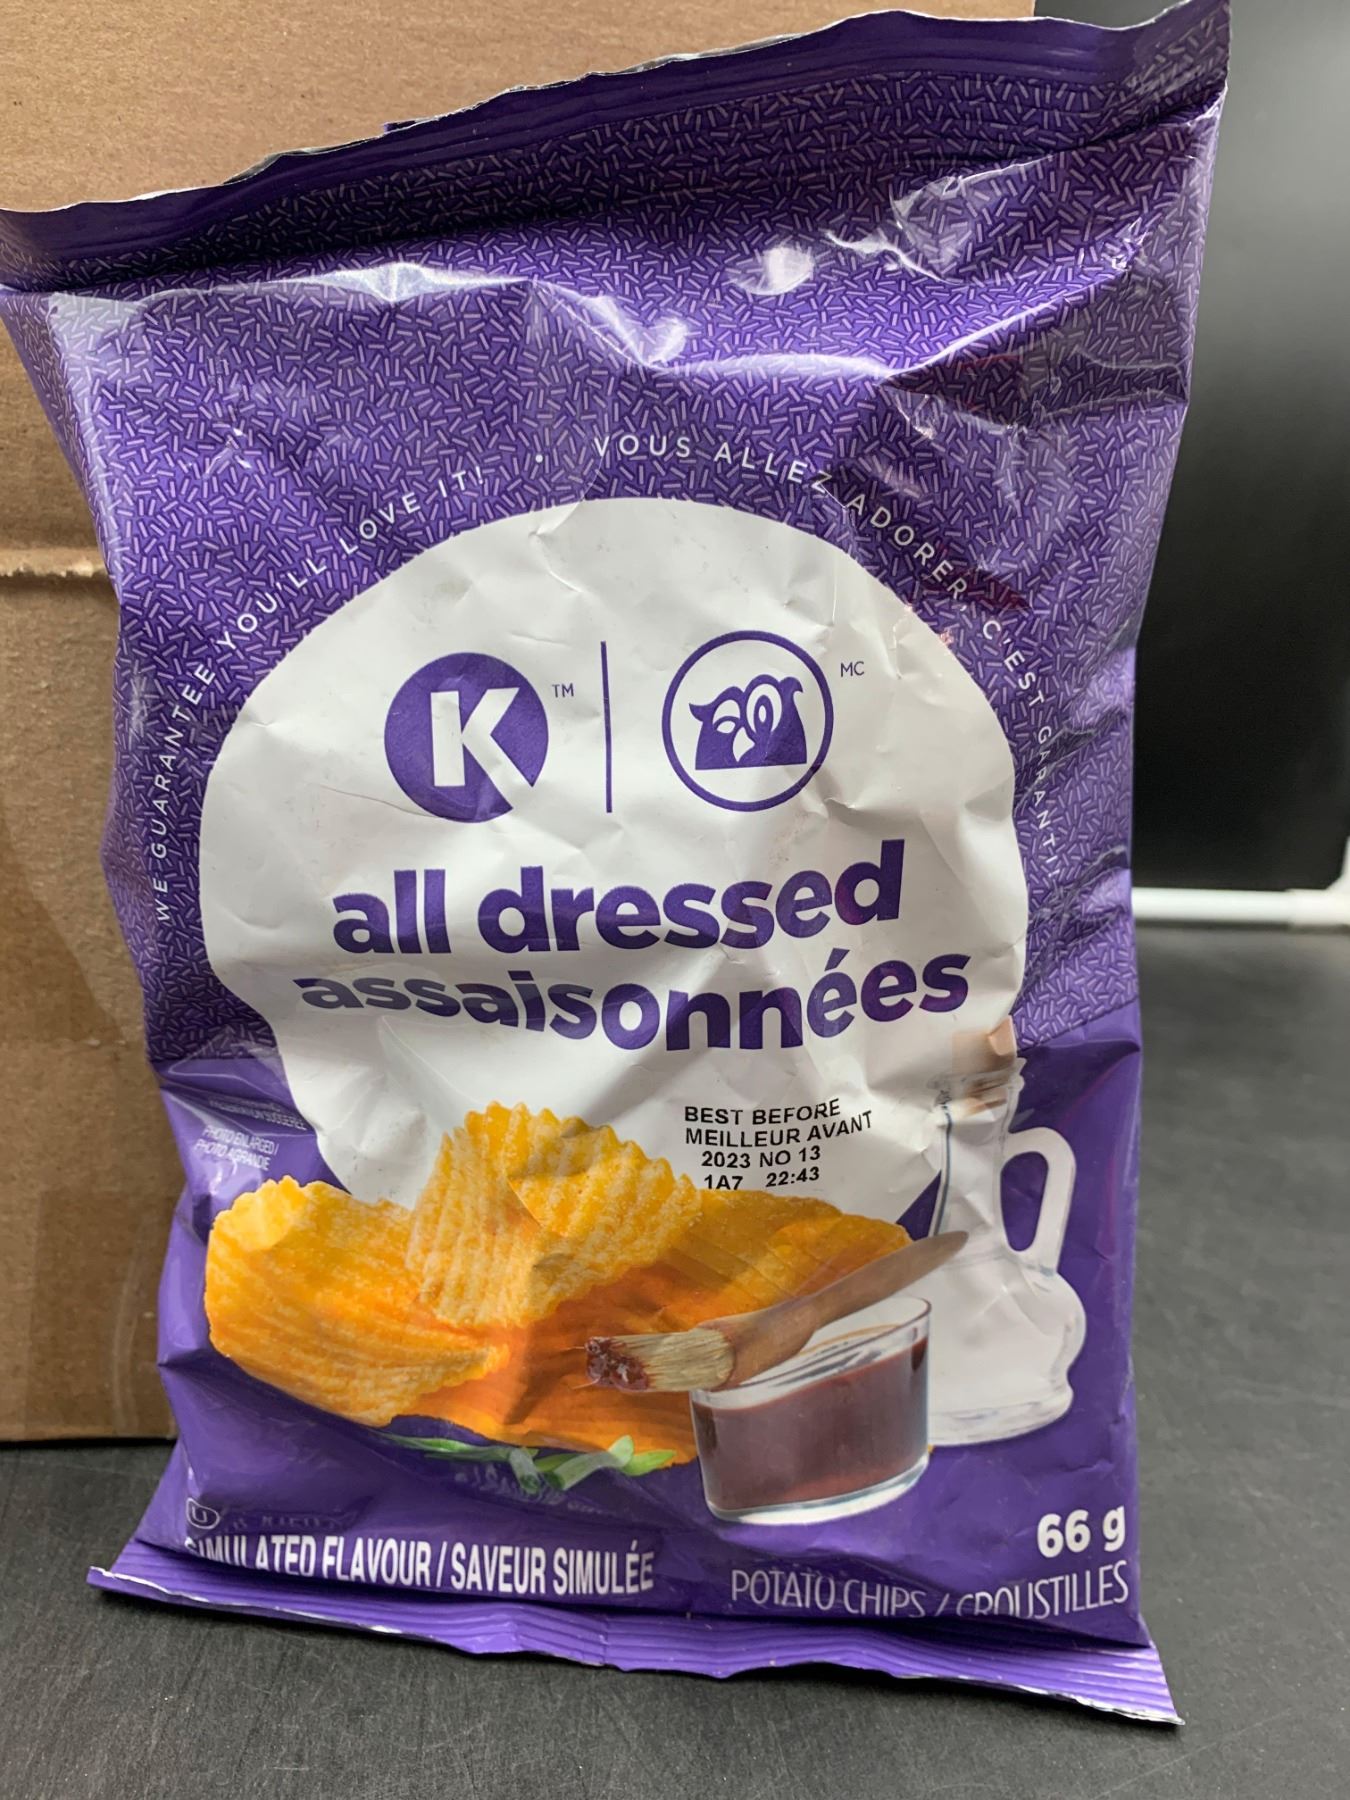 WE GUARANTEE YOU'LL LOVE IT! • VOUS ALLEZ ADORER, C'EST GARANTI
K TM MC
all dressed
assaisonnées
BEST BEFORE
MEILLEUR AVANT
2023 NO 13
1A7 22:43
PHOTO ENLARGED /
PHOTO AGRANDIE
U
66 g
SIMULATED FLAVOUR / SAVEUR SIMULÉE
POTATO CHIPS / CROUSTILLES